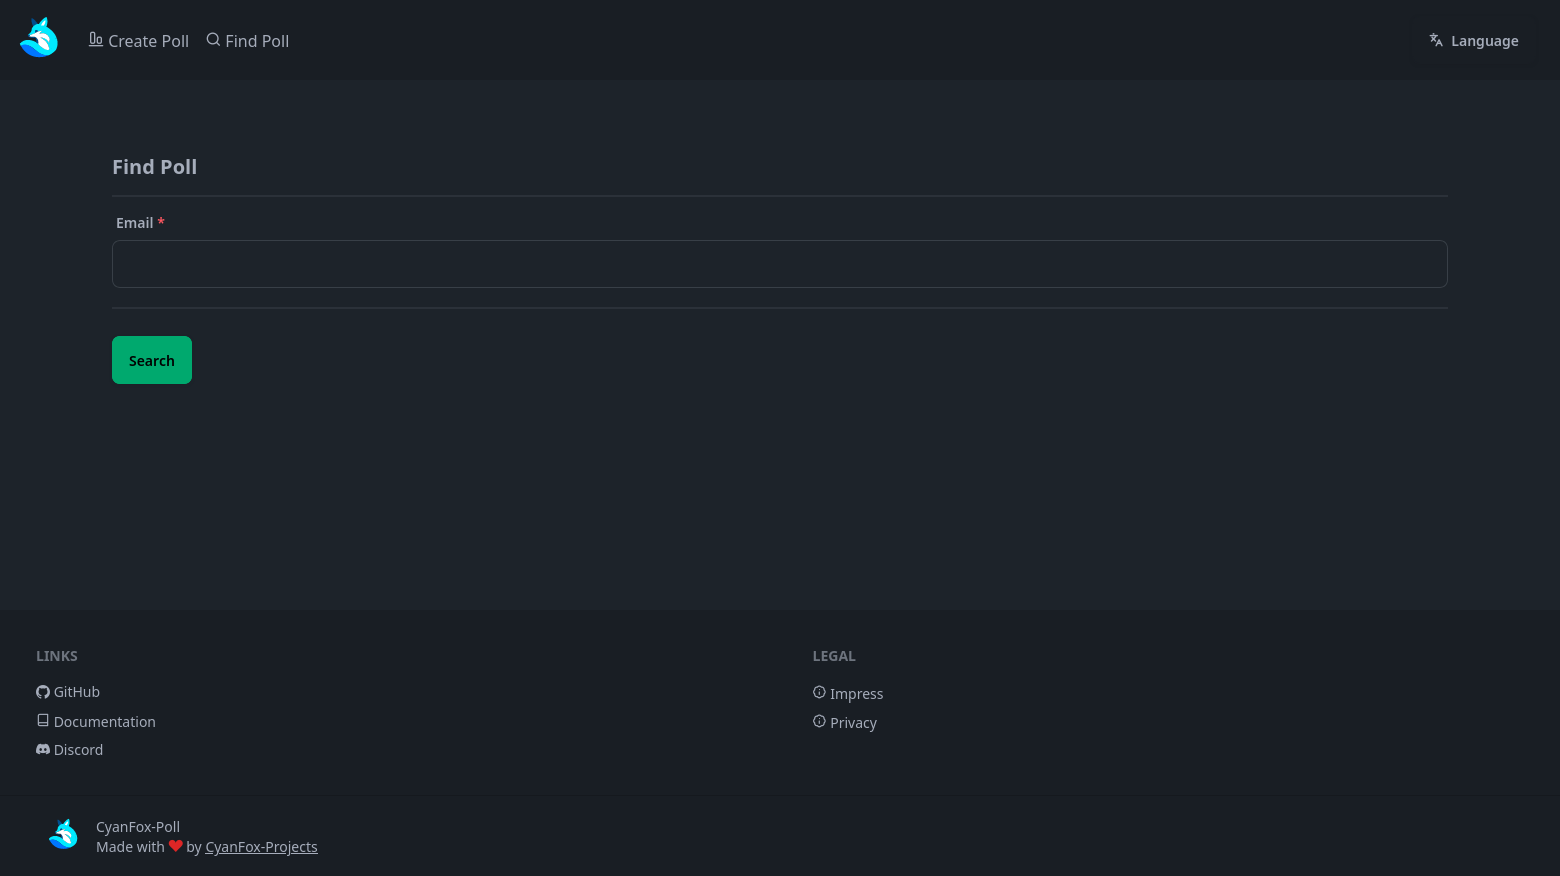 Create Poll
Find Poll
Language
Find Poll
Email *
Search
LINKS
GitHub
Documentation
Discord
LEGAL
Impress
Privacy
CyanFox-Poll
Made with ❤ by CyanFox-Projects